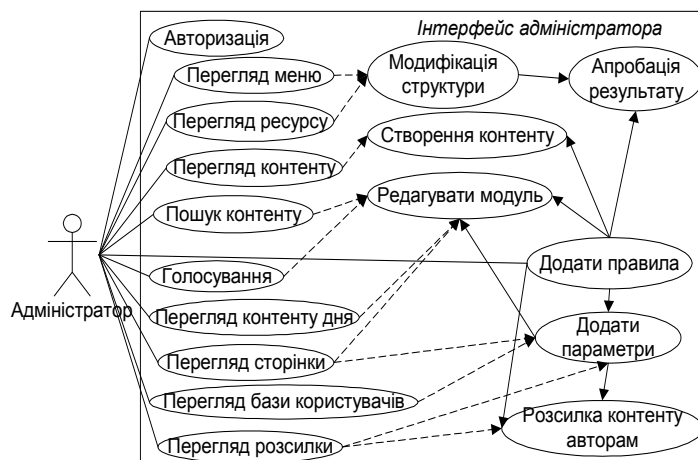 Інтерфейс адміністратора
Авторизація
Перегляд меню
Модифікація
структури
Апробація
результату
Перегляд ресурсу
Створення контенту
Перегляд контенту
Редагувати модуль
Пошук контенту
Голосування
Додати правила
Адміністратор
Перегляд контенту дня
Додати
параметри
Перегляд сторінки
Перегляд бази користувачів
Розсилка контенту
авторам
Перегляд розсилки